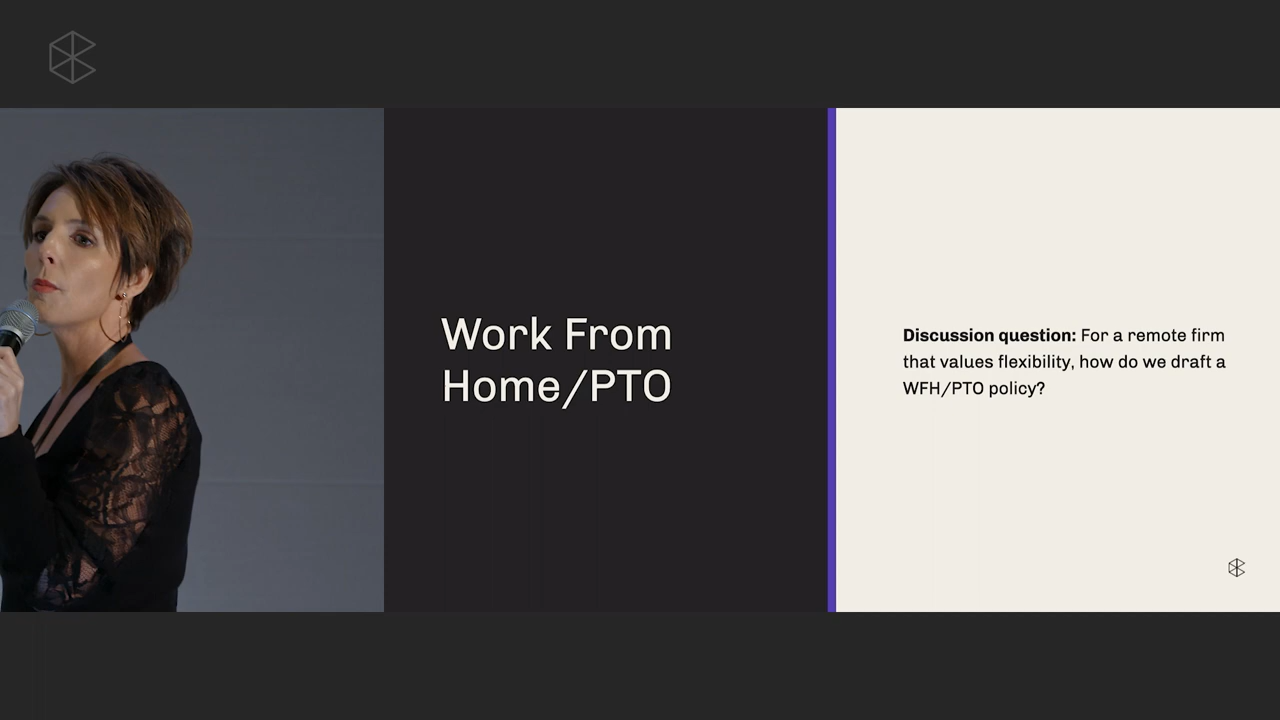 Work From
Home/PTO
Discussion question: For a remote firm
that values flexibility, how do we draft a
WFH/PTO policy?